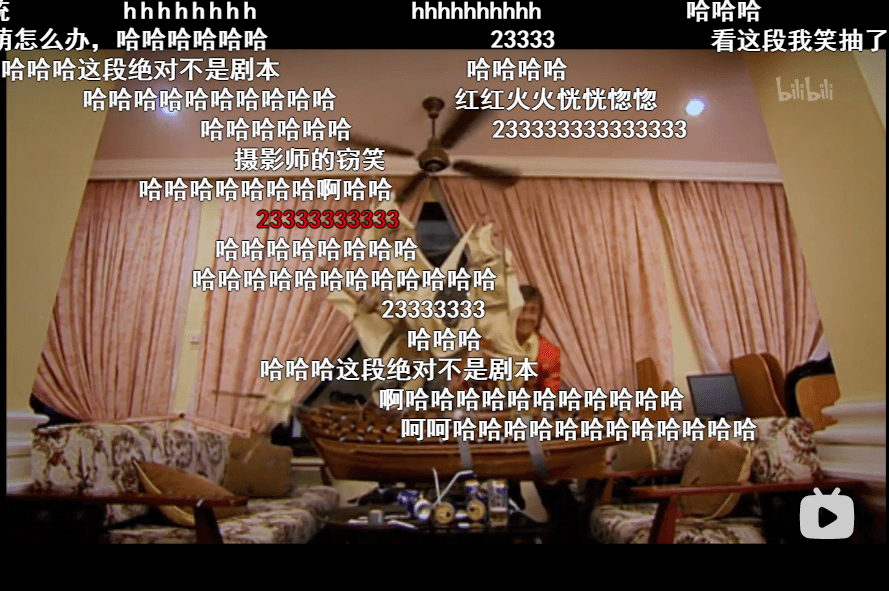 hhhhhhhh
hhhhhhhhhh
哈哈哈
萌怎么办，哈哈哈哈哈哈
23333
看这段我笑抽了
哈哈哈这段绝对不是剧本
哈哈哈哈
哈哈哈哈哈哈哈哈哈哈
红红火火恍恍惚惚
bilibili
哈哈哈哈哈哈
233333333333333
摄影师的窃笑
哈哈哈哈哈哈哈啊哈哈
23333333333
哈哈哈哈哈哈哈哈
哈哈哈哈哈哈哈哈哈哈哈哈
23333333
哈哈哈
哈哈哈这段绝对不是剧本
啊哈哈哈哈哈哈哈哈哈哈哈
呵呵哈哈哈哈哈哈哈哈哈哈哈哈